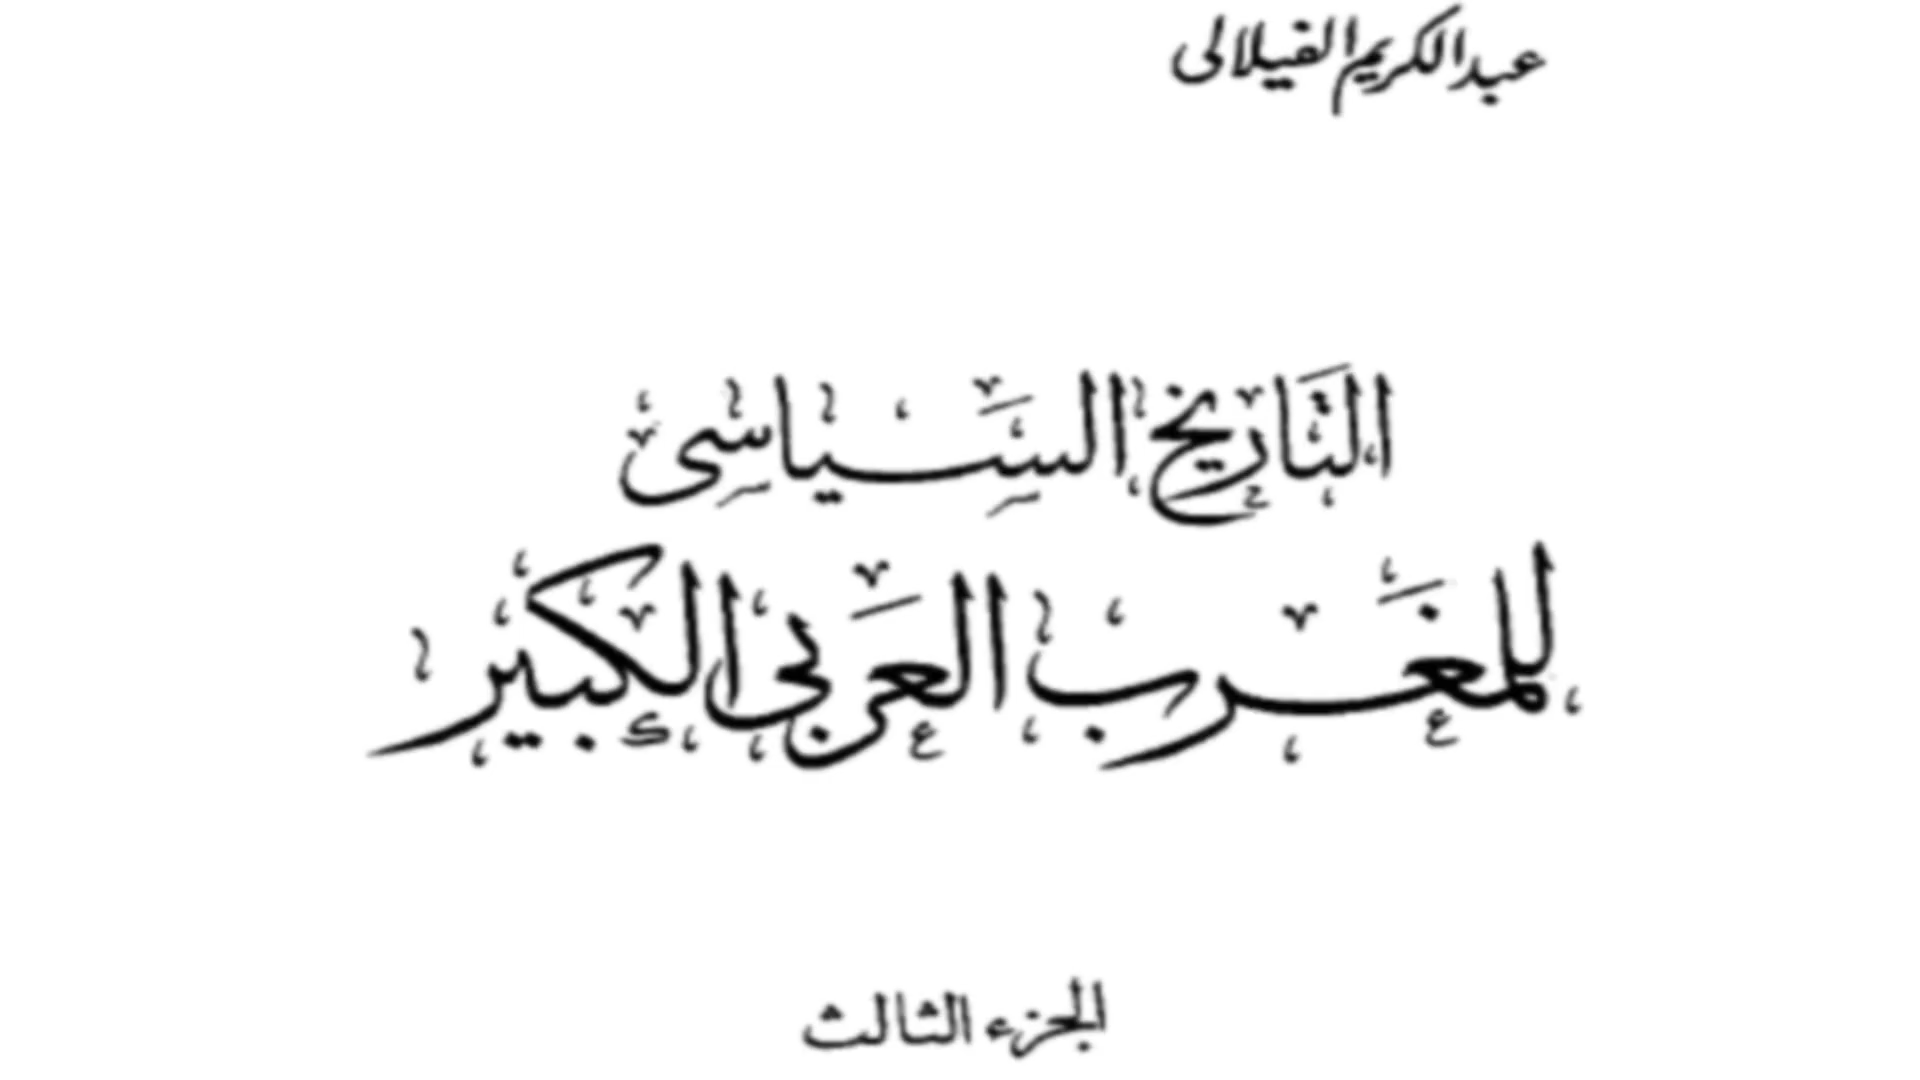 عبد الكريم الفيلالى
التاريخ السياسى
للمغرب العربى الكبير
الجزء الثالث